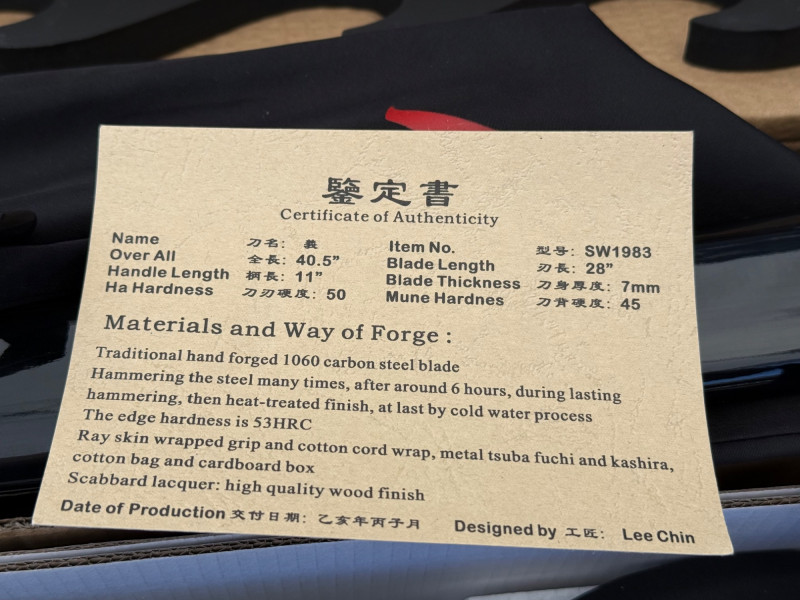 鑒定書
Certificate of Authenticity
Name 刀名： 義 Item No. 型号： SW1983
Over All 全長： 40.5” Blade Length 刃長： 28”
Handle Length 柄長： 11” Blade Thickness 刀身厚度： 7mm
Ha Hardness 刀刃硬度： 50 Mune Hardnes 刀背硬度： 45
Materials and Way of Forge :
Traditional hand forged 1060 carbon steel blade
Hammering the steel many times, after around 6 hours, during lasting
hammering, then heat-treated finish, at last by cold water process
The edge hardness is 53HRC
Ray skin wrapped grip and cotton cord wrap, metal tsuba fuchi and kashira,
cotton bag and cardboard box
Scabbard lacquer: high quality wood finish
Date of Production 交付日期： 乙亥年丙子月 Designed by 工匠： Lee Chin